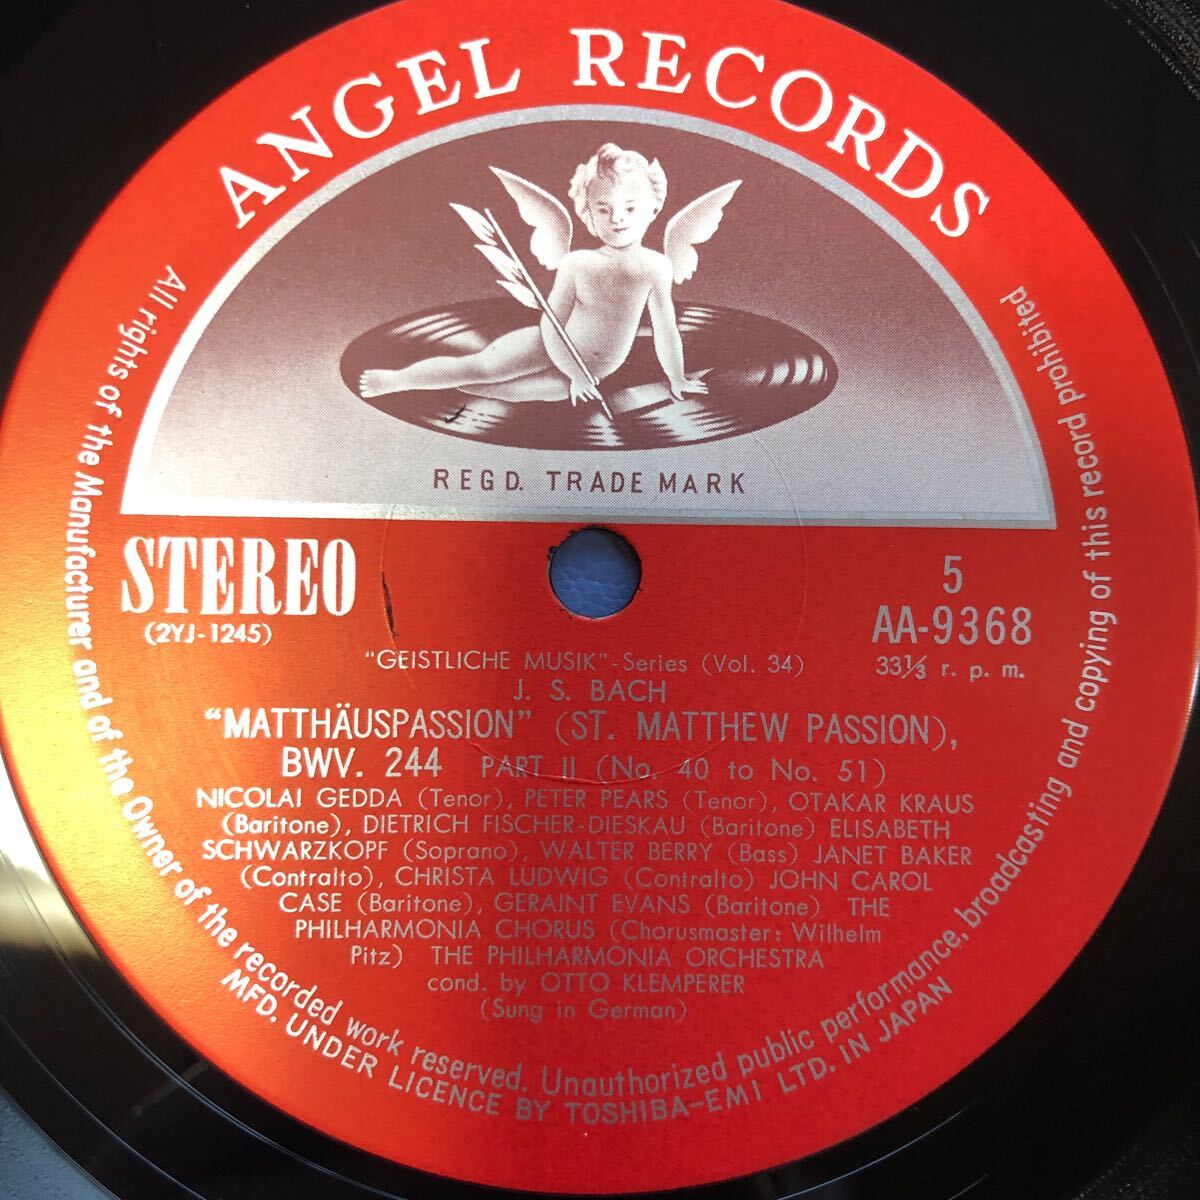 ANGEL RECORDS
REGD. TRADE MARK
STEREO
(2YJ-1245)
5
AA-9368
33⅓ r. p. m.
"GEISTLICHE MUSIK"-Series (Vol. 34)
J. S. BACH
"MATTHÄUSPASSION" (ST. MATTHEW PASSION),
BWV. 244 PART II (No. 40 to No. 51)
NICOLAI GEDDA (Tenor), PETER PEARS (Tenor), OTAKAR KRAUS
(Baritone), DIETRICH FISCHER-DIESKAU (Baritone) ELISABETH
SCHWARZKOPF (Soprano), WALTER BERRY (Bass) JANET BAKER
(Contralto), CHRISTA LUDWIG (Contralto) JOHN CAROL
CASE (Baritone), GERAINT EVANS (Baritone) THE
PHILHARMONIA CHORUS (Chorusmaster: Wilhelm
Pitz) THE PHILHARMONIA ORCHESTRA
cond. by OTTO KLEMPERER
(Sung in German)
All rights of the Manufacturer and of the Owner of the recorded work reserved. Unauthorized public performance, broadcasting and copying of this record prohibited
MFD. UNDER LICENCE BY TOSHIBA-EMI LTD. IN JAPAN